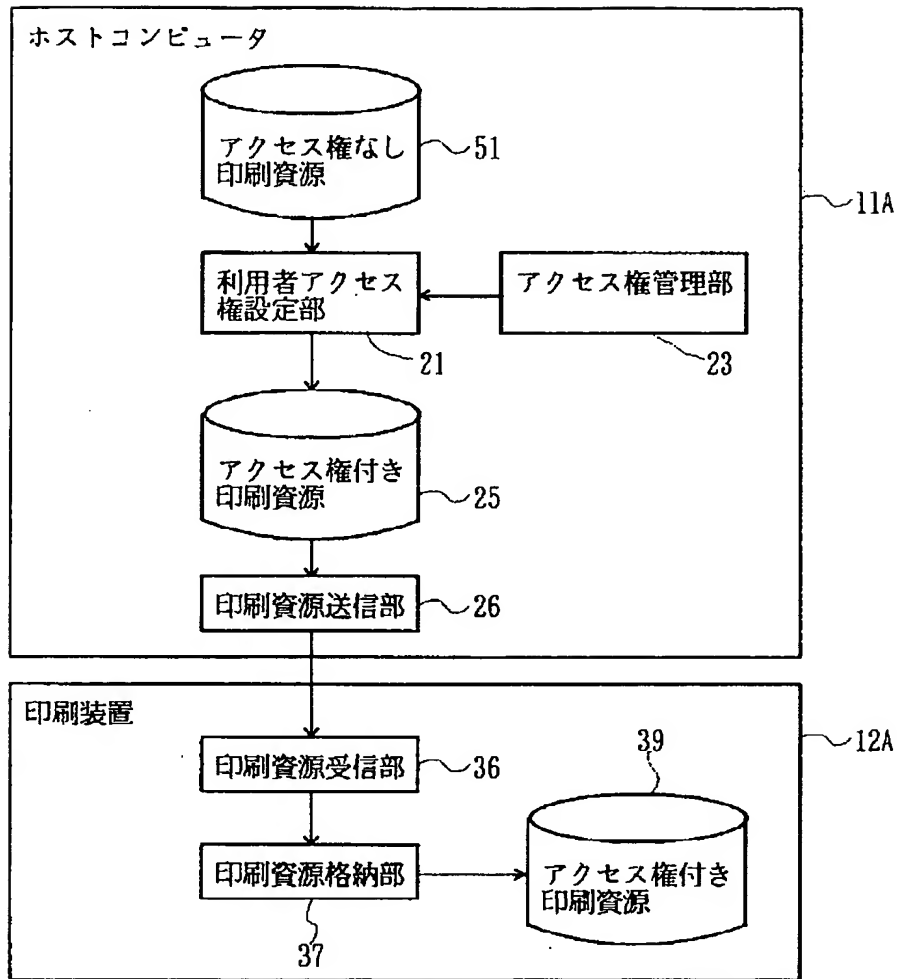 ホストコンピュータ
アクセス権なし
印刷資源
51
11A
利用者アクセス
権設定部
アクセス権管理部
21
23
アクセス権付き
印刷資源
25
印刷資源送信部
26
印刷装置
12A
印刷資源受信部
36
39
印刷資源格納部
アクセス権付き
印刷資源
37